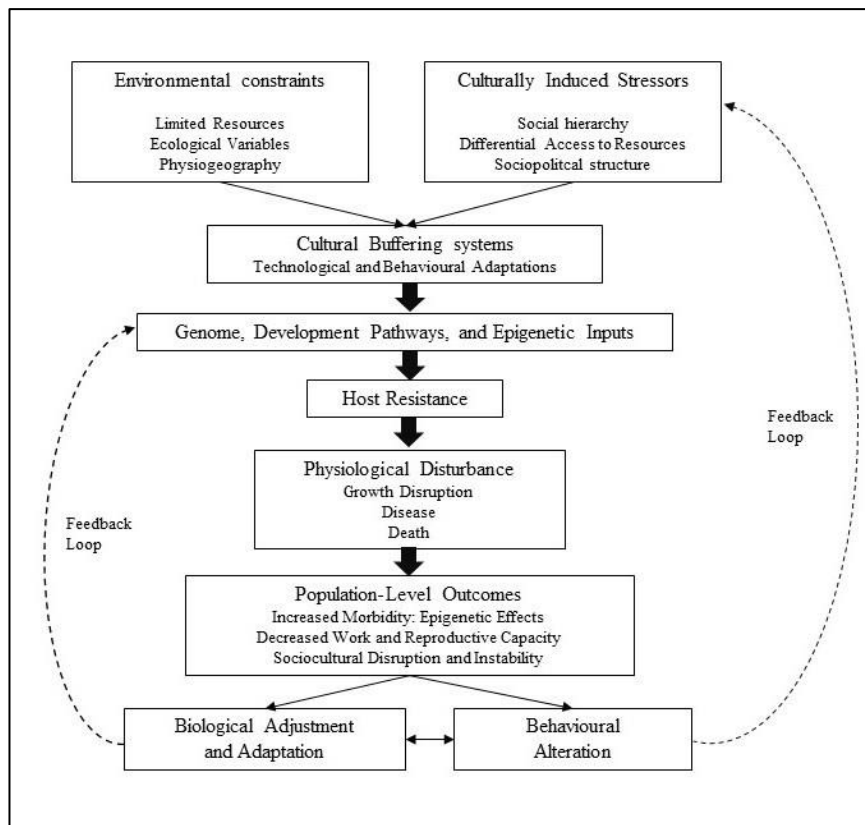 Environmental constraints
Limited Resources
Ecological Variables
Physiogeography
Culturally Induced Stressors
Social hierarchy
Differential Access to Resources
Sociopolitcal structure
Cultural Buffering systems
Technological and Behavioural Adaptations
Genome, Development Pathways, and Epigenetic Inputs
Host Resistance
Feedback
Loop
Physiological Disturbance
Growth Disruption
Disease
Death
Feedback
Loop
Population-Level Outcomes
Increased Morbidity: Epigenetic Effects
Decreased Work and Reproductive Capacity
Sociocultural Disruption and Instability
Biological Adjustment
and Adaptation
Behavioural
Alteration